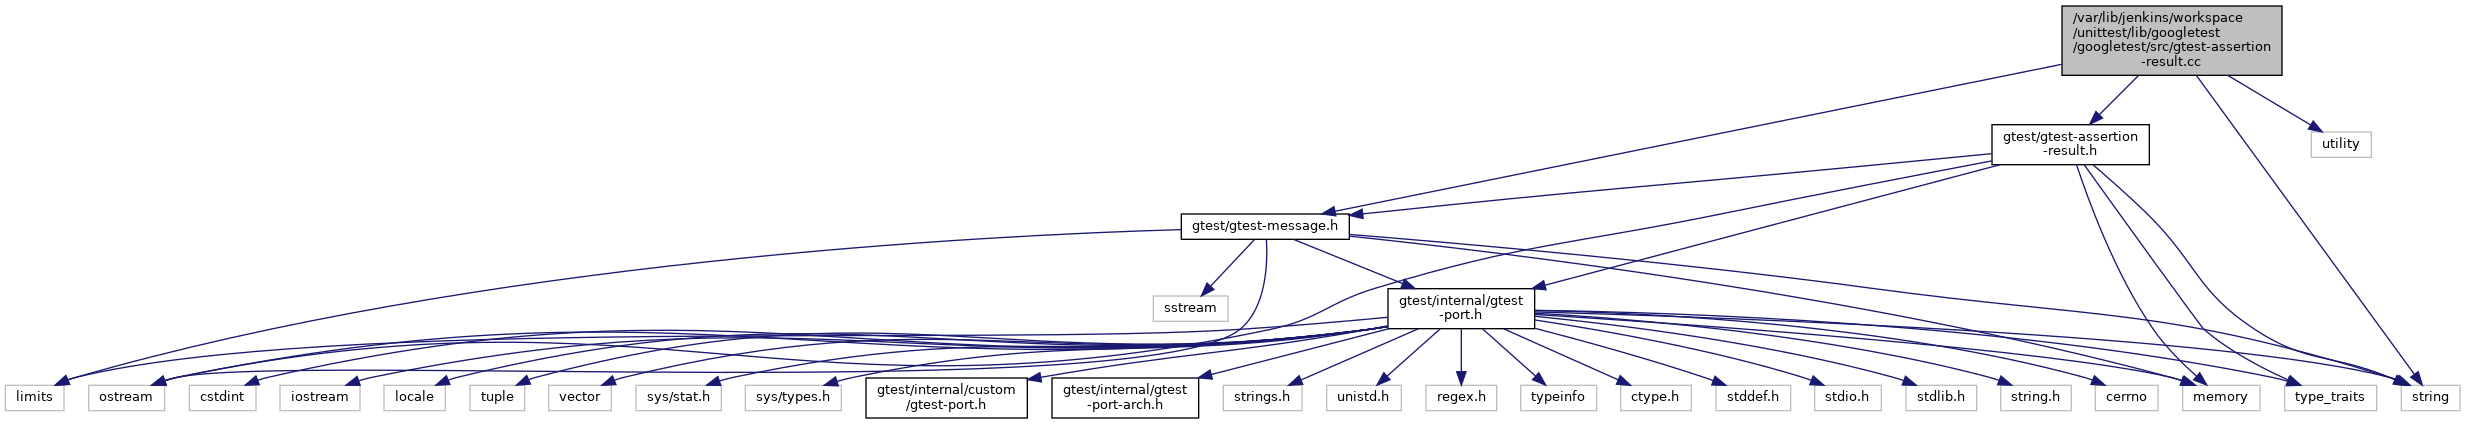 /var/lib/jenkins/workspace
/unittest/lib/googletest
/googletest/src/gtest-assertion
-result.cc
gtest/gtest-assertion
-result.h
utility
gtest/gtest-message.h
sstream
gtest/internal/gtest
-port.h
limits
ostream
cstdint
iostream
locale
tuple
vector
sys/stat.h
sys/types.h
gtest/internal/custom
/gtest-port.h
gtest/internal/gtest
-port-arch.h
strings.h
unistd.h
regex.h
typeinfo
ctype.h
stddef.h
stdio.h
stdlib.h
string.h
cerrno
memory
type_traits
string